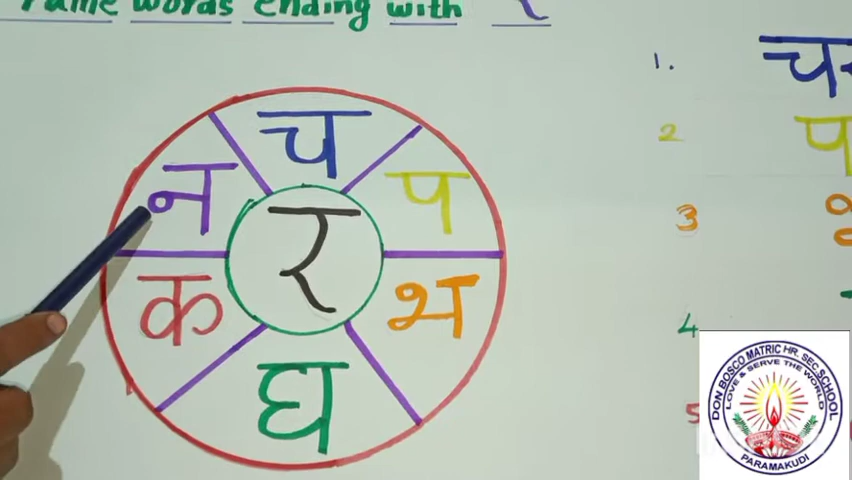 Frame words ending with र
च
न
प
र
क
भ
घ
1.
2
प
3
4
5
DON BOSCO MATRIC HR. SEC. SCHOOL
LOVE & SERVE THE WORLD
PARAMAKUDI